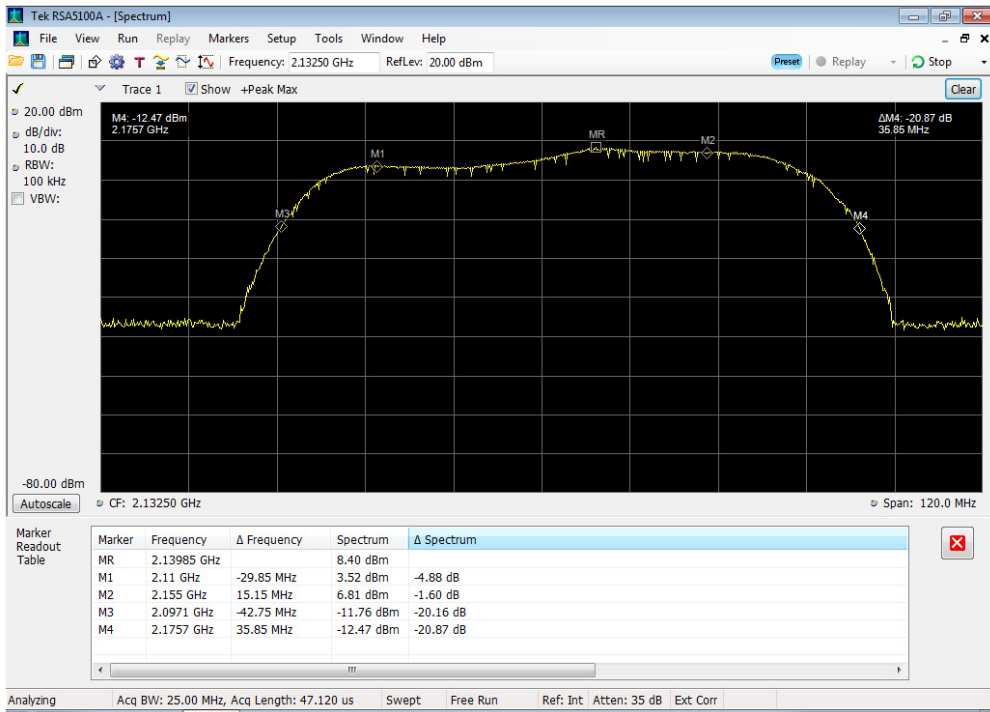 Tek RSA5100A - [Spectrum]
File View Run Replay Markers Setup Tools Window Help
T Frequency: 2.13250 GHz RefLev: 20.00 dBm Preset Replay Stop
Trace 1 Show +Peak Max Clear
20.00 dBm
dB/div:
10.0 dB
RBW:
100 kHz
VBW:
-80.00 dBm
Autoscale
M4: -12.47 dBm
2.1757 GHz
ΔM4: -20.87 dB
35.85 MHz
M1
MR
M2
M3
M4
CF: 2.13250 GHz
Span: 120.0 MHz
Marker
Readout
Table
Marker Frequency Δ Frequency Spectrum Δ Spectrum
MR 2.13985 GHz 8.40 dBm
M1 2.11 GHz -29.85 MHz 3.52 dBm -4.88 dB
M2 2.155 GHz 15.15 MHz 6.81 dBm -1.60 dB
M3 2.0971 GHz -42.75 MHz -11.76 dBm -20.16 dB
M4 2.1757 GHz 35.85 MHz -12.47 dBm -20.87 dB
Analyzing Acq BW: 25.00 MHz, Acq Length: 47.120 us Swept Free Run Ref: Int Atten: 35 dB Ext Corr